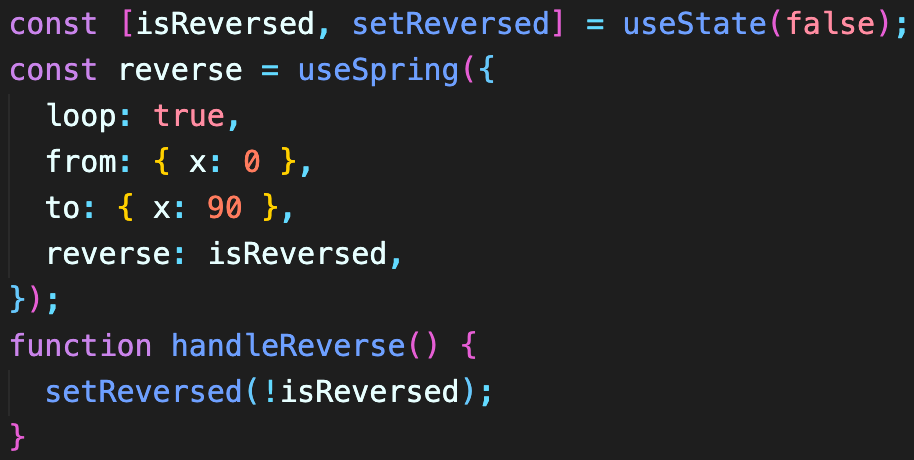 const [isReversed, setReversed] = useState(false);
const reverse = useSpring({
  loop: true,
  from: { x: 0 },
  to: { x: 90 },
  reverse: isReversed,
});
function handleReverse() {
  setReversed(!isReversed);
}